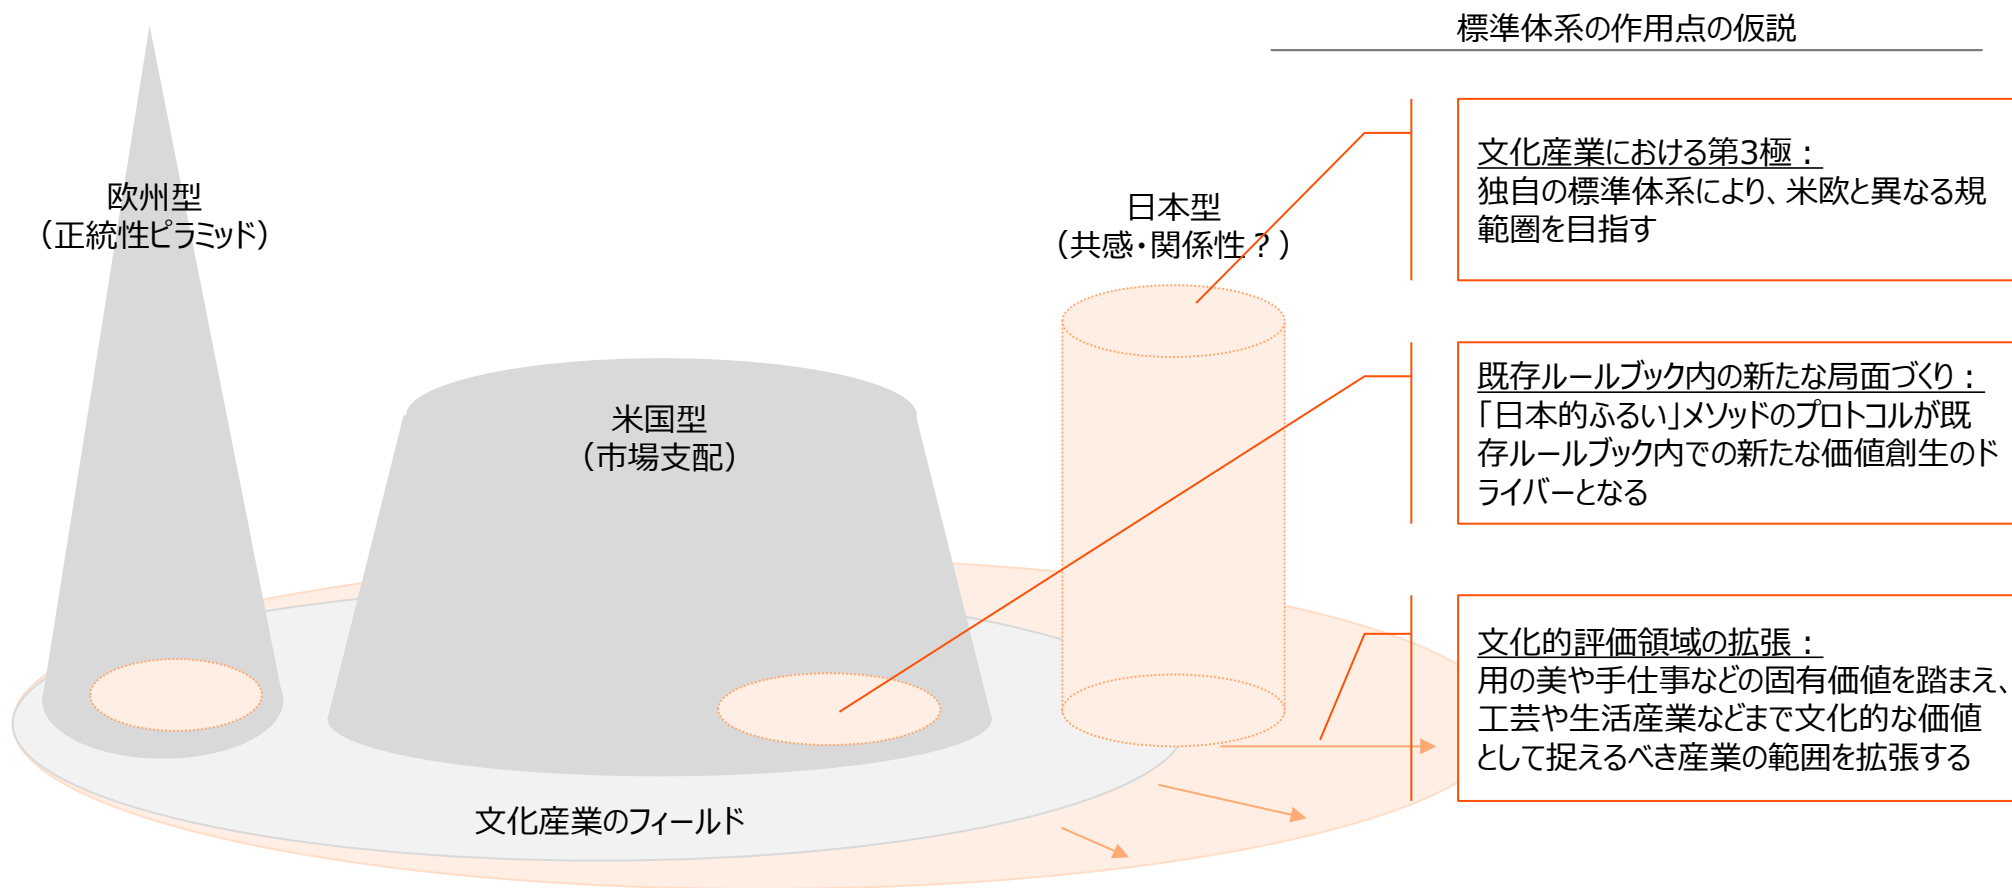 標準体系の作用点の仮説
欧州型
（正統性ピラミッド）
米国型
（市場支配）
日本型
（共感・関係性？）
文化産業のフィールド
文化産業における第3極：
独自の標準体系により、米欧と異なる規
範圏を目指す
既存ルールブック内の新たな局面づくり：
「日本的ふるい」メソッドのプロトコルが既
存ルールブック内での新たな価値創生のド
ライバーとなる
文化的評価領域の拡張：
用の美や手仕事などの固有価値を踏まえ、
工芸や生活産業などまで文化的な価値
として捉えるべき産業の範囲を拡張する